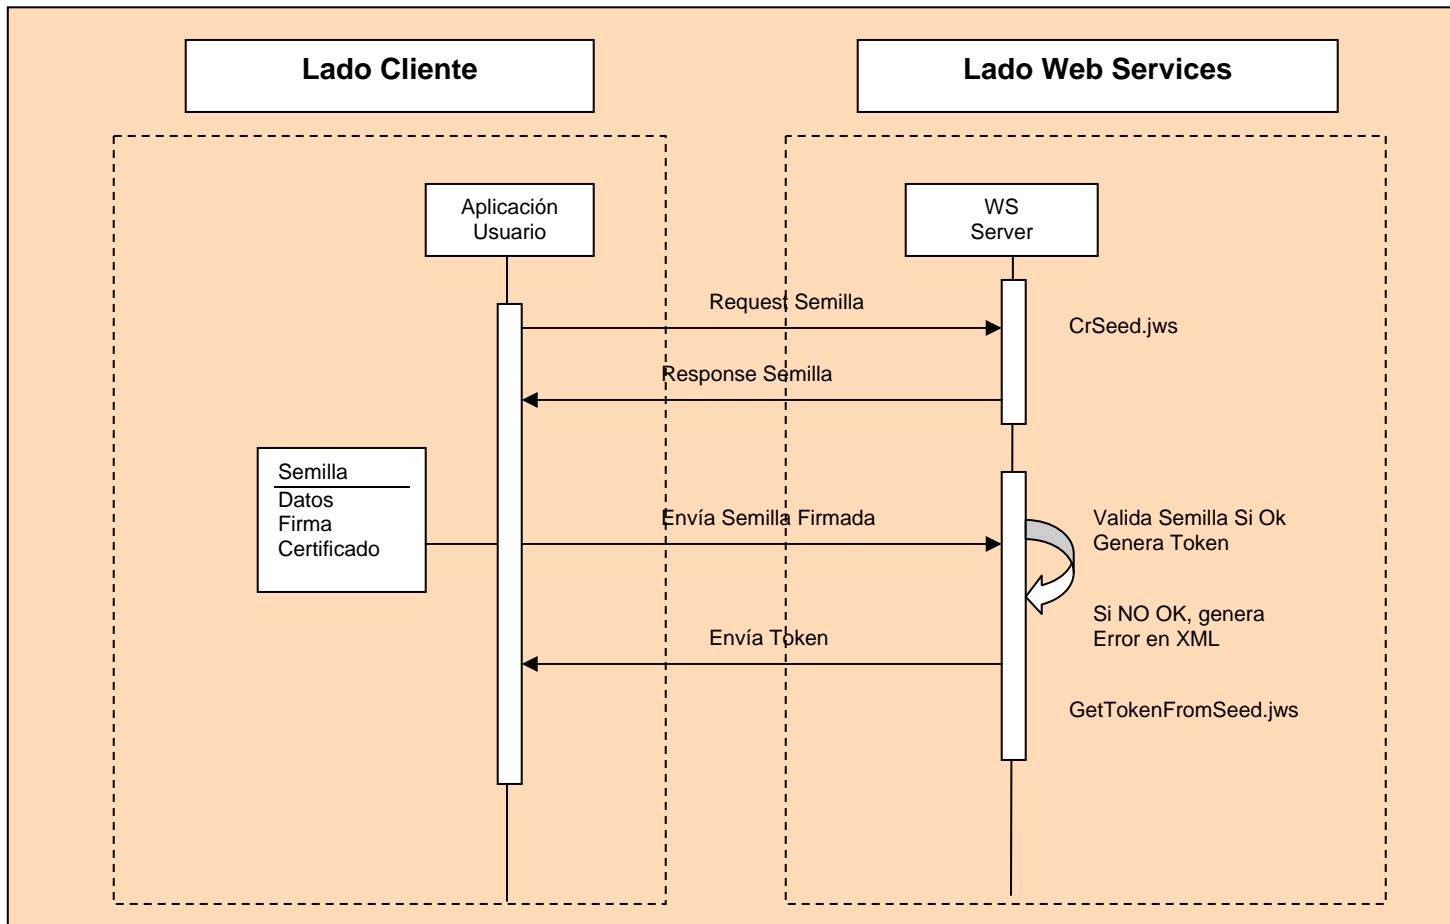 Lado Cliente
Lado Web Services
Aplicación
Usuario
WS
Server
Request Semilla
CrSeed.jws
Response Semilla
Semilla
Datos
Firma
Certificado
Envía Semilla Firmada
Valida Semilla Si Ok
Genera Token
Si NO OK, genera
Error en XML
Envía Token
GetTokenFromSeed.jws